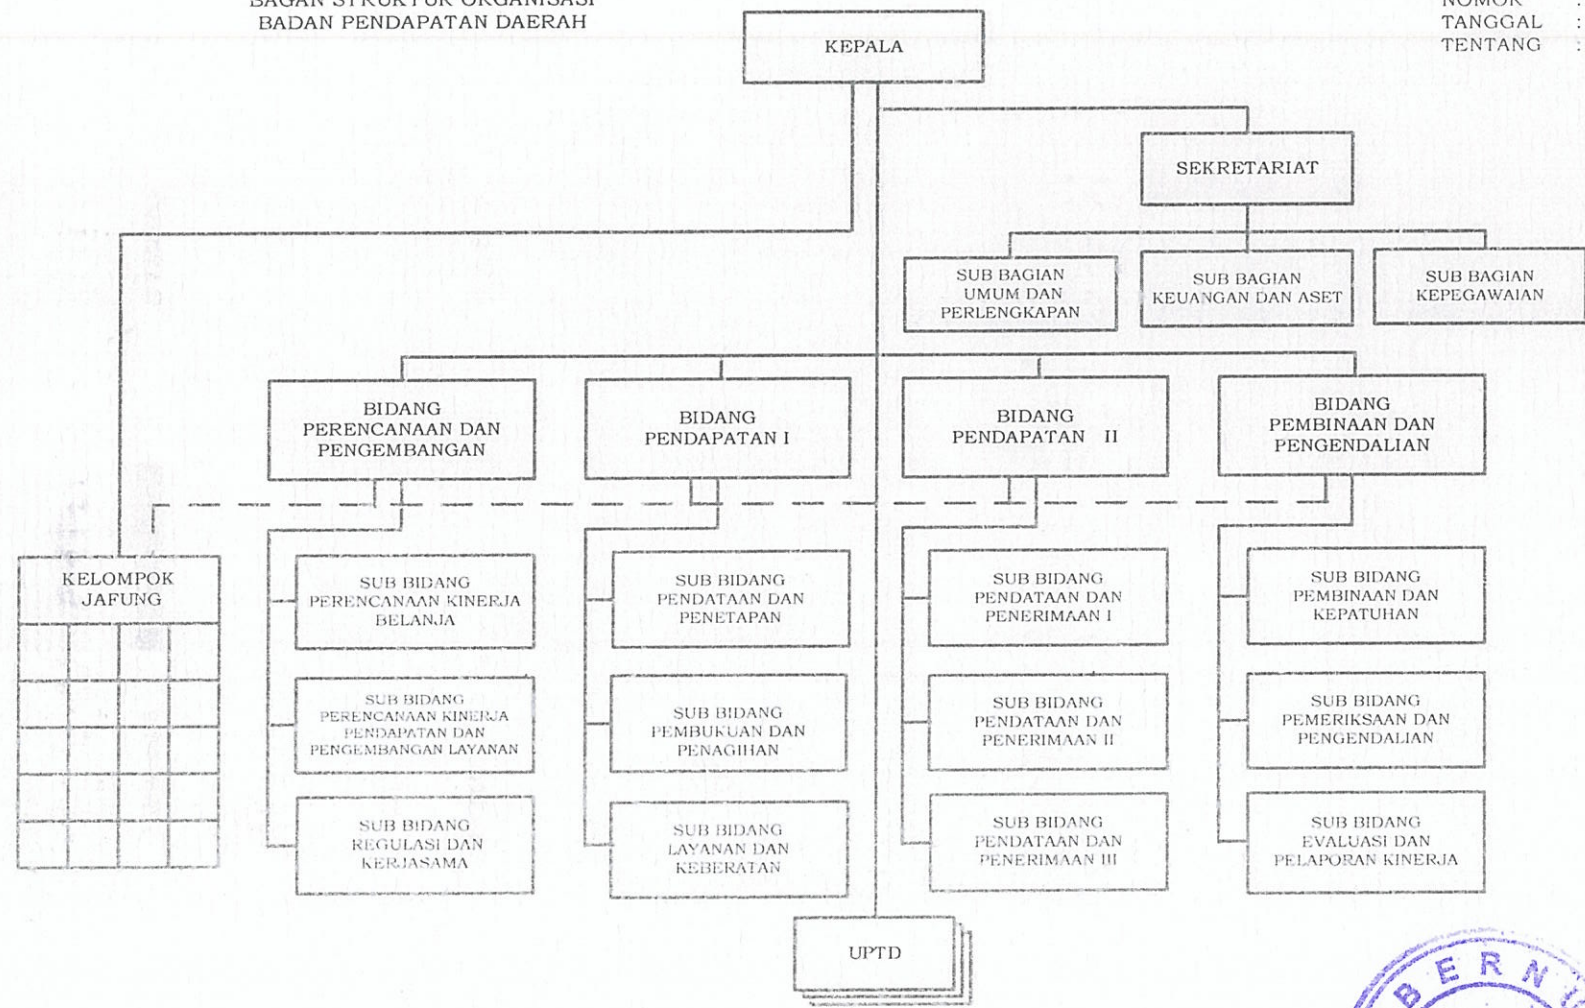 BAGAN STRUKTUR ORGANISASI
BADAN PENDAPATAN DAERAH
NOMOR :
TANGGAL :
TENTANG :
KEPALA
SEKRETARIAT
SUB BAGIAN
UMUM DAN
PERLENGKAPAN
SUB BAGIAN
KEUANGAN DAN ASET
SUB BAGIAN
KEPEGAWAIAN
BIDANG
PERENCANAAN DAN
PENGEMBANGAN
BIDANG
PENDAPATAN I
BIDANG
PENDAPATAN II
BIDANG
PEMBINAAN DAN
PENGENDALIAN
KELOMPOK
JAFUNG
SUB BIDANG
PERENCANAAN KINERJA
BELANJA
SUB BIDANG
PENDATAAN DAN
PENETAPAN
SUB BIDANG
PENDATAAN DAN
PENERIMAAN I
SUB BIDANG
PEMBINAAN DAN
KEPATUHAN
SUB BIDANG
PERENCANAAN KINERJA
PENDAPATAN DAN
PENGEMBANGAN LAYANAN
SUB BIDANG
PEMBUKUAN DAN
PENAGIHAN
SUB BIDANG
PENDATAAN DAN
PENERIMAAN II
SUB BIDANG
PEMERIKSAAN DAN
PENGENDALIAN
SUB BIDANG
REGULASI DAN
KERJASAMA
SUB BIDANG
LAYANAN DAN
KEBERATAN
SUB BIDANG
PENDATAAN DAN
PENERIMAAN III
SUB BIDANG
EVALUASI DAN
PELAPORAN KINERJA
UPTD